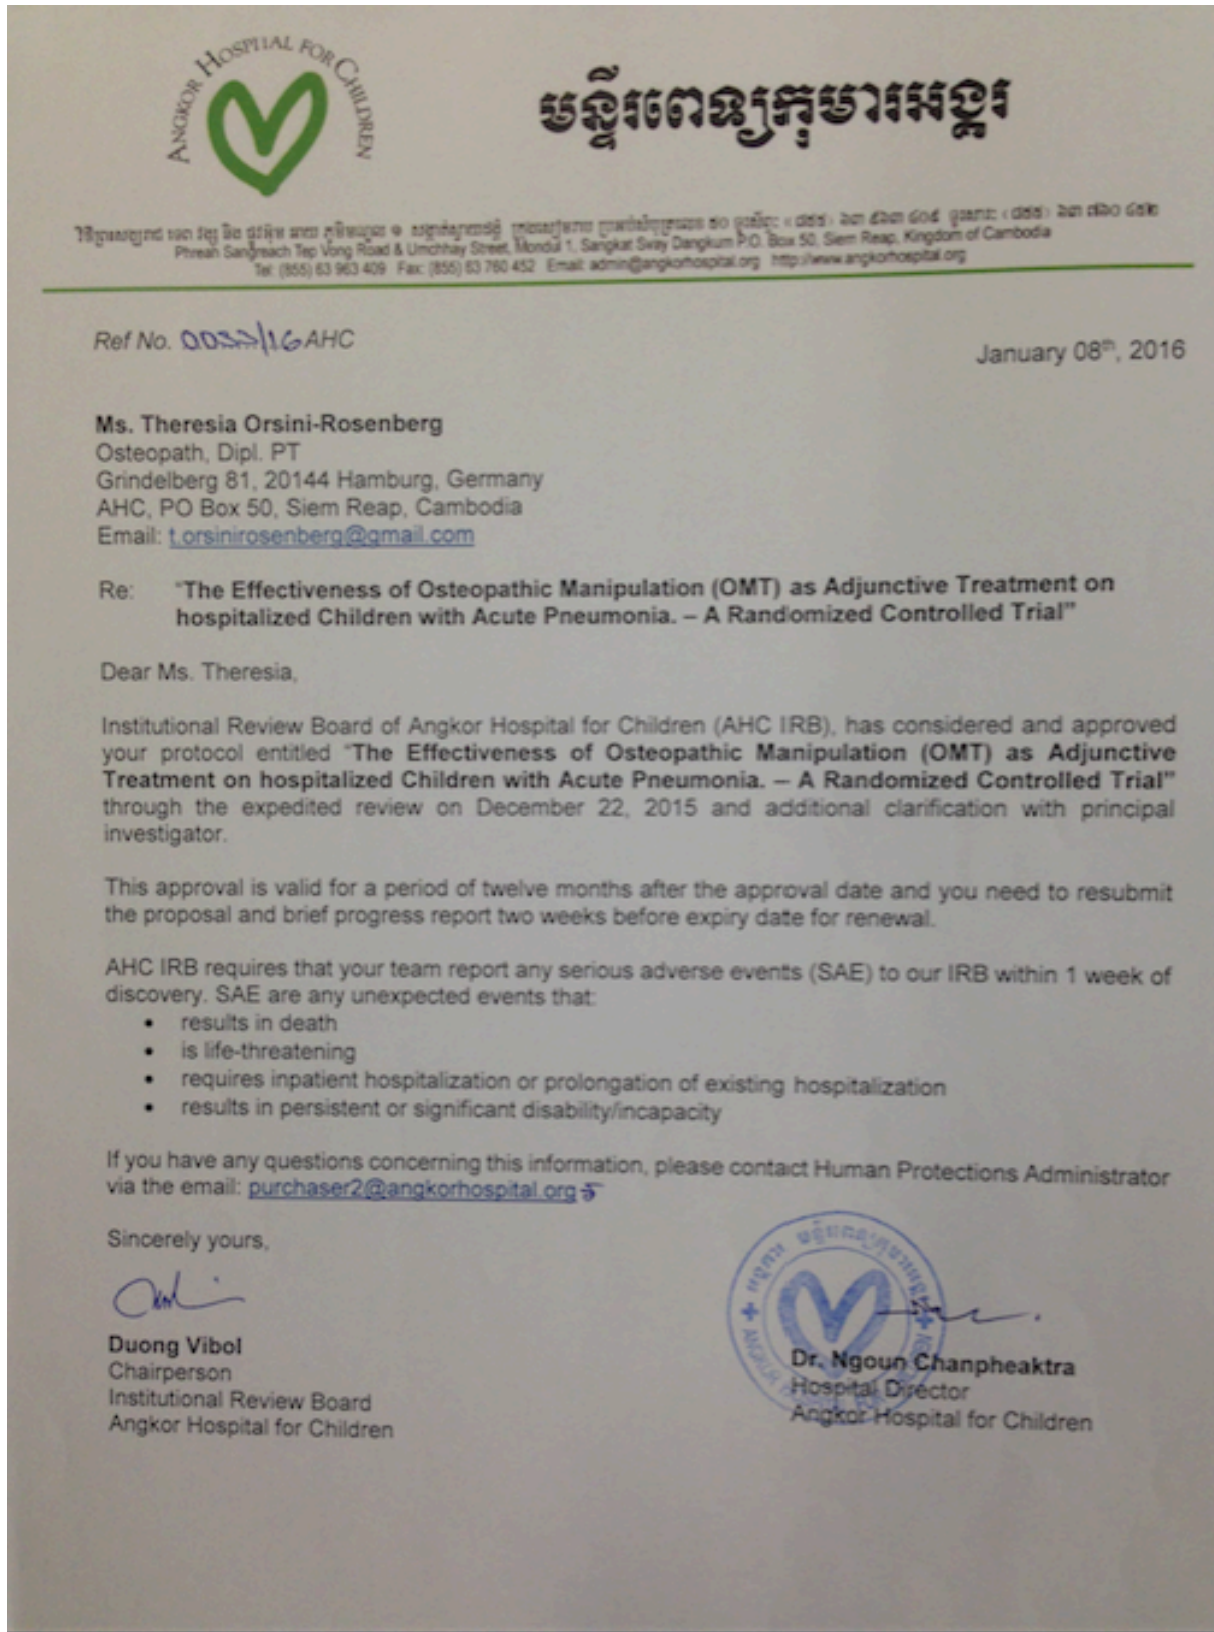 ANGKOR HOSPITAL FOR CHILDREN
មន្ទីរពេទ្យកុមារអង្គរ
Phreah Sangreach Tep Vong Road & Umchhay Street, Mondul 1, Sangkat Svay Dangkum P.O. Box 50, Siem Reap, Kingdom of Cambodia
Tel: (855) 63 963 409 Fax: (855) 63 760 452 Email: admin@angkorhospital.org http://www.angkorhospital.org
Ref No. /16 AHC
January 08th, 2016
Ms. Theresia Orsini-Rosenberg
Osteopath, Dipl. PT
Grindelberg 81, 20144 Hamburg, Germany
AHC, PO Box 50, Siem Reap, Cambodia
Email: t.orsinirosenberg@gmail.com
Re: "The Effectiveness of Osteopathic Manipulation (OMT) as Adjunctive Treatment on
hospitalized Children with Acute Pneumonia. – A Randomized Controlled Trial"
Dear Ms. Theresia,
Institutional Review Board of Angkor Hospital for Children (AHC IRB), has considered and approved
your protocol entitled "The Effectiveness of Osteopathic Manipulation (OMT) as Adjunctive
Treatment on hospitalized Children with Acute Pneumonia. – A Randomized Controlled Trial"
through the expedited review on December 22, 2015 and additional clarification with principal
investigator.
This approval is valid for a period of twelve months after the approval date and you need to resubmit
the proposal and brief progress report two weeks before expiry date for renewal.
AHC IRB requires that your team report any serious adverse events (SAE) to our IRB within 1 week of
discovery. SAE are any unexpected events that:
• results in death
• is life-threatening
• requires inpatient hospitalization or prolongation of existing hospitalization
• results in persistent or significant disability/incapacity
If you have any questions concerning this information, please contact Human Protections Administrator
via the email: purchaser2@angkorhospital.org
Sincerely yours,
Duong Vibol
Chairperson
Institutional Review Board
Angkor Hospital for Children
Dr. Ngoun Chanpheaktra
Hospital Director
Angkor Hospital for Children